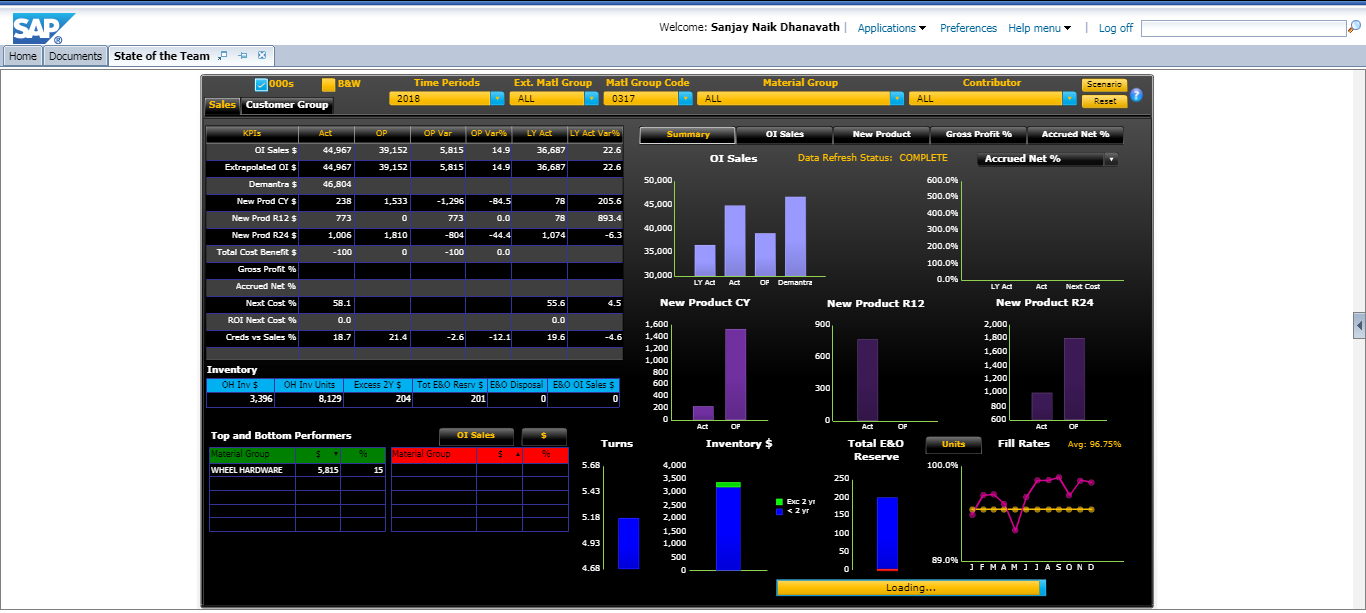 SAP®
Welcome: Sanjay Naik Dhanavath | Applications Preferences Help menu | Log off
Home Documents State of the Team
000s B&W Time Periods Ext. Matl Group Matl Group Code Material Group Contributor Scenario
2018 ALL 0317 ALL ALL Reset ?
Sales Customer Group
KPIs Act OP OP Var OP Var% LY Act LY Act Var%
OI Sales $ 44,967 39,152 5,815 14.9 36,687 22.6
Extrapolated OI $ 44,967 39,152 5,815 14.9 36,687 22.6
Demantra $ 46,804
New Prod CY $ 238 1,533 -1,296 -84.5 78 205.6
New Prod R12 $ 773 0 773 0.0 78 893.4
New Prod R24 $ 1,006 1,810 -804 -44.4 1,074 -6.3
Total Cost Benefit $ -100 0 -100 0.0
Gross Profit %
Accrued Net %
Next Cost % 58.1 55.6 4.5
ROI Next Cost % 0.0 0.0
Creds vs Sales % 18.7 21.4 -2.6 -12.1 19.6 -4.6
Inventory
OH Inv $ OH Inv Units Excess 2Y $ Tot E&O Resrv $ E&O Disposal E&O OI Sales $
3,396 8,129 204 201 0 0
Top and Bottom Performers OI Sales $
Material Group $ % Material Group $ %
WHEEL HARDWARE 5,815 15
Summary OI Sales New Product Gross Profit % Accrued Net %
OI Sales Data Refresh Status: COMPLETE Accrued Net %
50,000
45,000
40,000
35,000
30,000
LY Act Act OP Demantra
600.0%
500.0%
400.0%
300.0%
200.0%
100.0%
0.0%
LY Act Act Next Cost
New Product CY
1,600
1,400
1,200
1,000
800
600
400
200
0
Act OP
New Product R12
900
600
300
0
Act OP
New Product R24
2,000
1,800
1,600
1,400
1,200
1,000
800
600
Act OP
Turns
5.68
5.43
5.18
4.93
4.68
Inventory $
4,000
3,500
3,000
2,500
2,000
1,500
1,000
500
0
Exc 2 yr
< 2 yr
Total E&O
Reserve
250
200
150
100
50
0
Units Fill Rates Avg: 96.75%
100.0%
89.0%
J F M A M J J A S O N D
Loading...